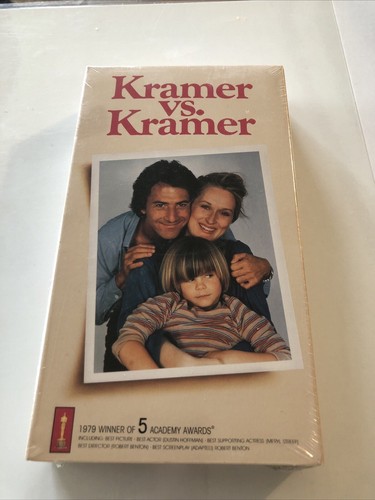 Kramer
vs.
Kramer
1979 WINNER OF 5 ACADEMY AWARDS®
INCLUDING: BEST PICTURE · BEST ACTOR (DUSTIN HOFFMAN) · BEST SUPPORTING ACTRESS (MERYL STREEP)
BEST DIRECTOR (ROBERT BENTON) · BEST SCREENPLAY (ADAPTED) ROBERT BENTON